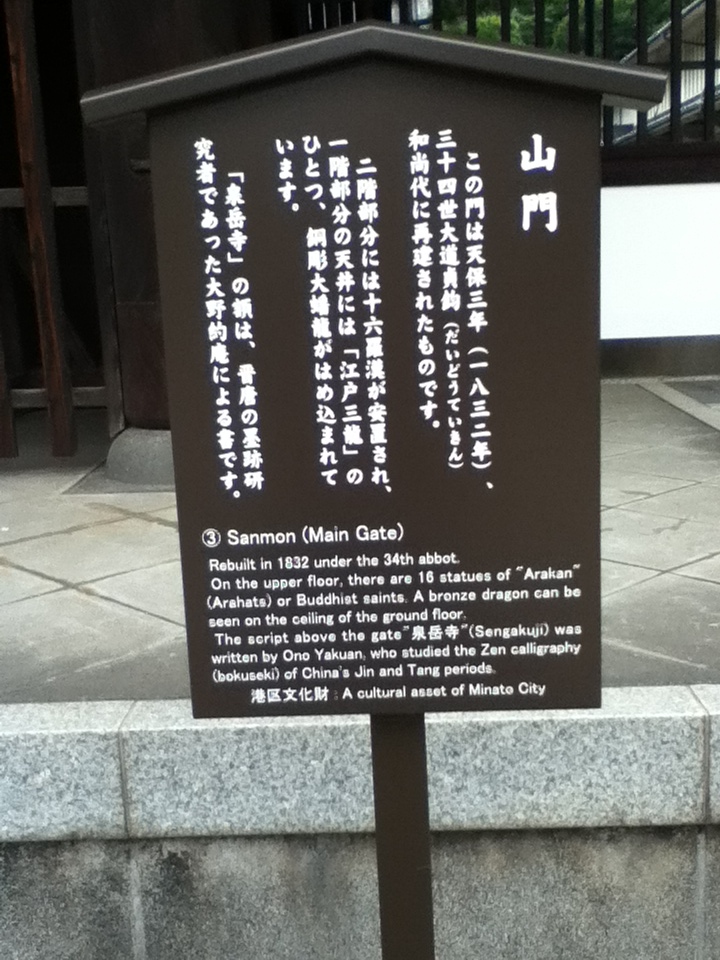 山門
この門は天保三年（一八三二年）、
三十四世大道貞鈞（だいどうていきん）
和尚代に再建されたものです。
二階部分には十六羅漢が安置され、
一階部分の天井には「江戸三龍」の
ひとつ、銅彫大蟠龍がはめ込まれて
います。
「泉岳寺」の額は、晋唐の墨跡研
究者であった大野約庵による書です。
③ Sanmon (Main Gate)
Rebuilt in 1832 under the 34th abbot.
On the upper floor, there are 16 statues of "Arakan"
(Arahats) or Buddhist saints. A bronze dragon can be
seen on the ceiling of the ground floor.
The script above the gate"泉岳寺"(Sengakuji) was
written by Ono Yakuan, who studied the Zen calligraphy
(bokuseki) of China's Jin and Tang periods.
港区文化財 : A cultural asset of Minato City